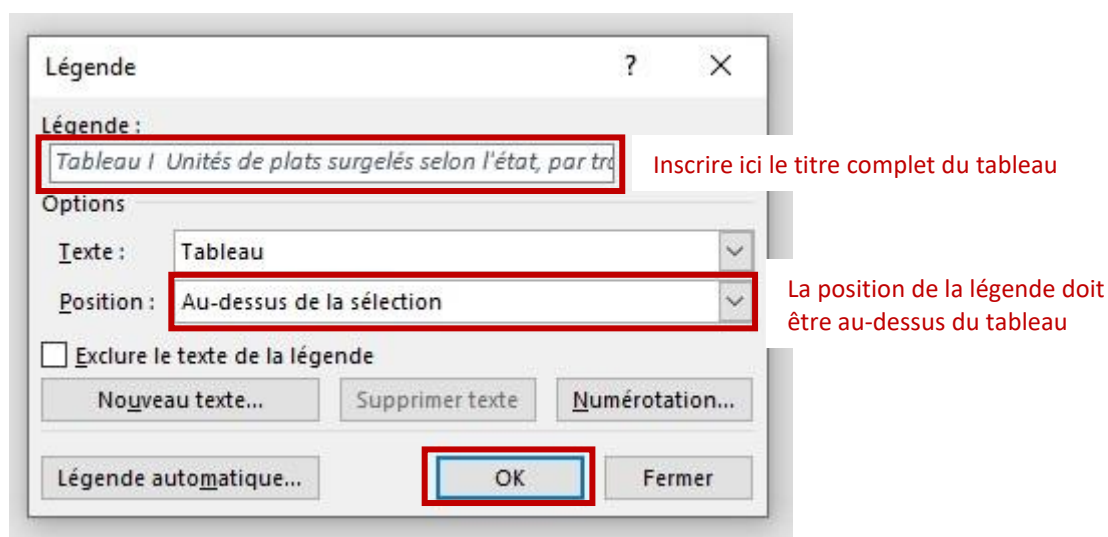 Légende ? ×
Légende :
Tableau I Unités de plats surgelés selon l'état, par tra
Inscrire ici le titre complet du tableau
Options
Texte : Tableau
Position : Au-dessus de la sélection
La position de la légende doit
être au-dessus du tableau
Exclure le texte de la légende
Nouveau texte... Supprimer texte Numérotation...
Légende automatique... OK Fermer